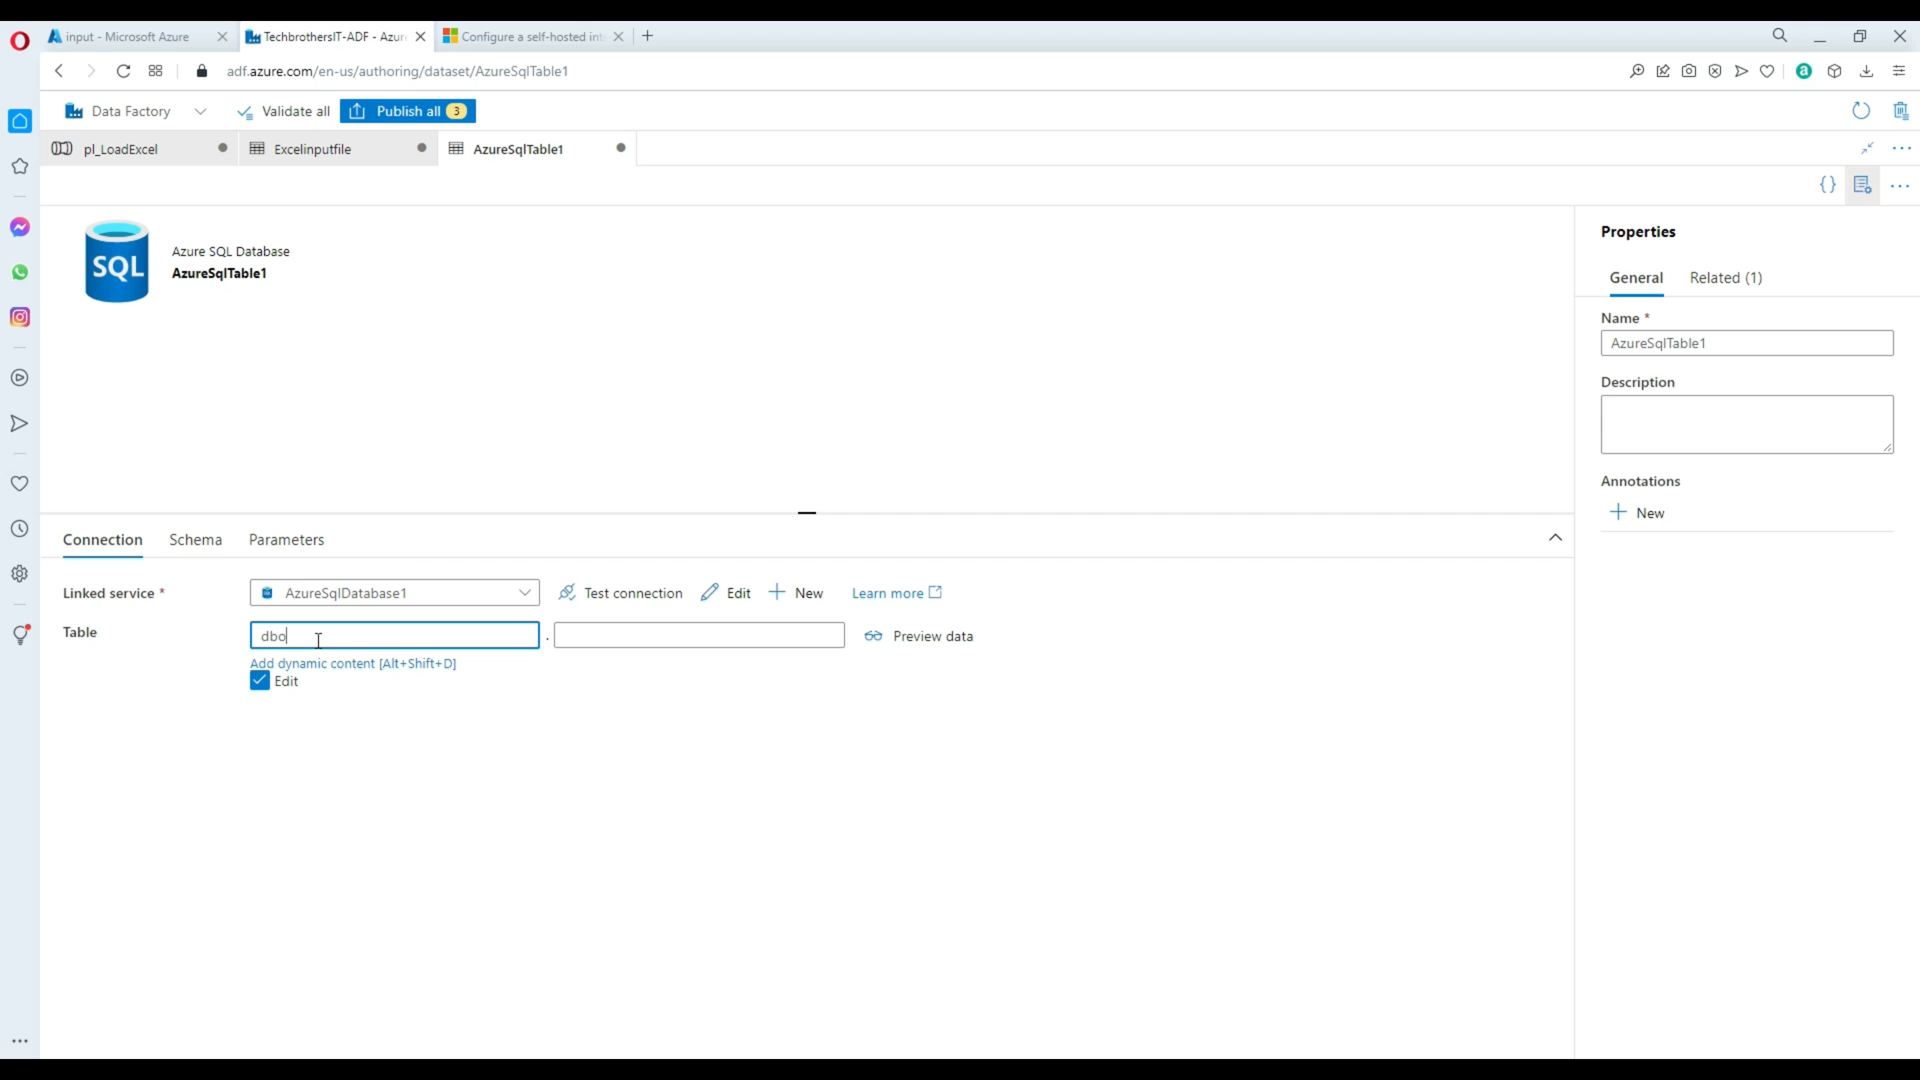 input - Microsoft Azure
TechbrothersIT-ADF - Azur
Configure a self-hosted int
adf.azure.com/en-us/authoring/dataset/AzureSqlTable1
Data Factory
Validate all
Publish all 3
pl_LoadExcel
Excelinputfile
AzureSqlTable1
SQL
Azure SQL Database
AzureSqlTable1
Properties
General
Related (1)
Name *
AzureSqlTable1
Description
Annotations
New
Connection
Schema
Parameters
Linked service *
AzureSqlDatabase1
Test connection
Edit
New
Learn more
Table
dbo
.
Preview data
Add dynamic content [Alt+Shift+D]
Edit